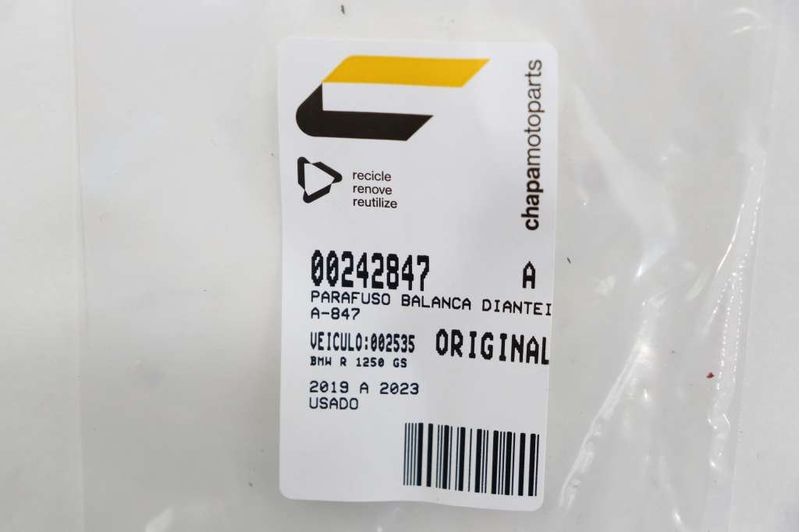 chapamotoparts
recicle
renove
reutilize
00242847 A
PARAFUSO BALANCA DIANTEI
A-847
VEICULO:002535 ORIGINAL
BMW R 1250 GS
2019 A 2023
USADO